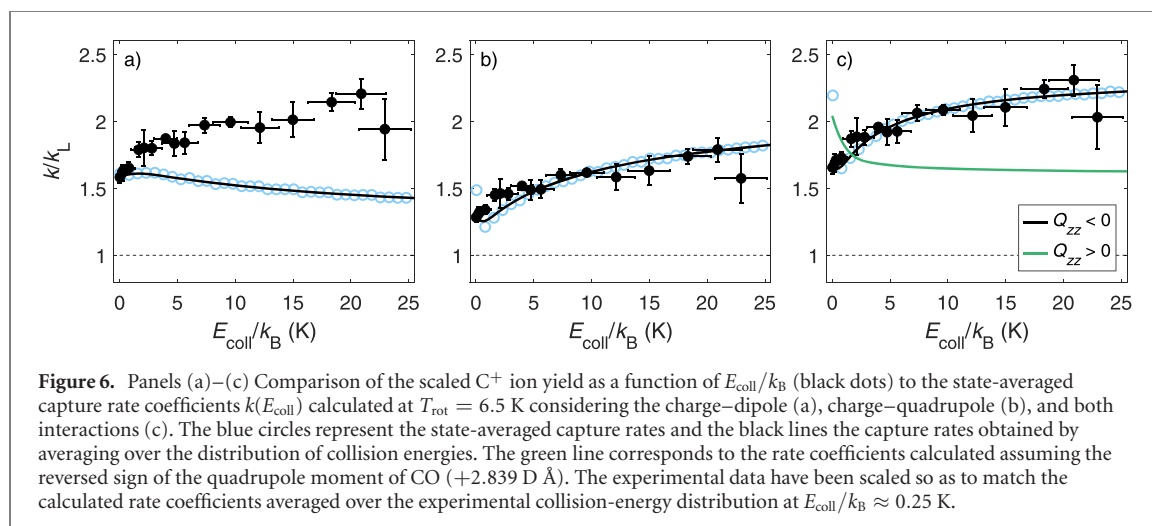 2.5
2
1.5
1
k/kL
a)
0 5 10 15 20 25
Ecoll/kB (K)
2.5
2
1.5
1
b)
0 5 10 15 20 25
Ecoll/kB (K)
2.5
2
1.5
1
c)
Qzz < 0
Qzz > 0
0 5 10 15 20 25
Ecoll/kB (K)
Figure 6. Panels (a)–(c) Comparison of the scaled C⁺ ion yield as a function of Ecoll/kB (black dots) to the state-averaged
capture rate coefficients k(Ecoll) calculated at Trot = 6.5 K considering the charge–dipole (a), charge–quadrupole (b), and both
interactions (c). The blue circles represent the state-averaged capture rates and the black lines the capture rates obtained by
averaging over the distribution of collision energies. The green line corresponds to the rate coefficients calculated assuming the
reversed sign of the quadrupole moment of CO (+2.839 D Å). The experimental data have been scaled so as to match the
calculated rate coefficients averaged over the experimental collision-energy distribution at Ecoll/kB ≈ 0.25 K.